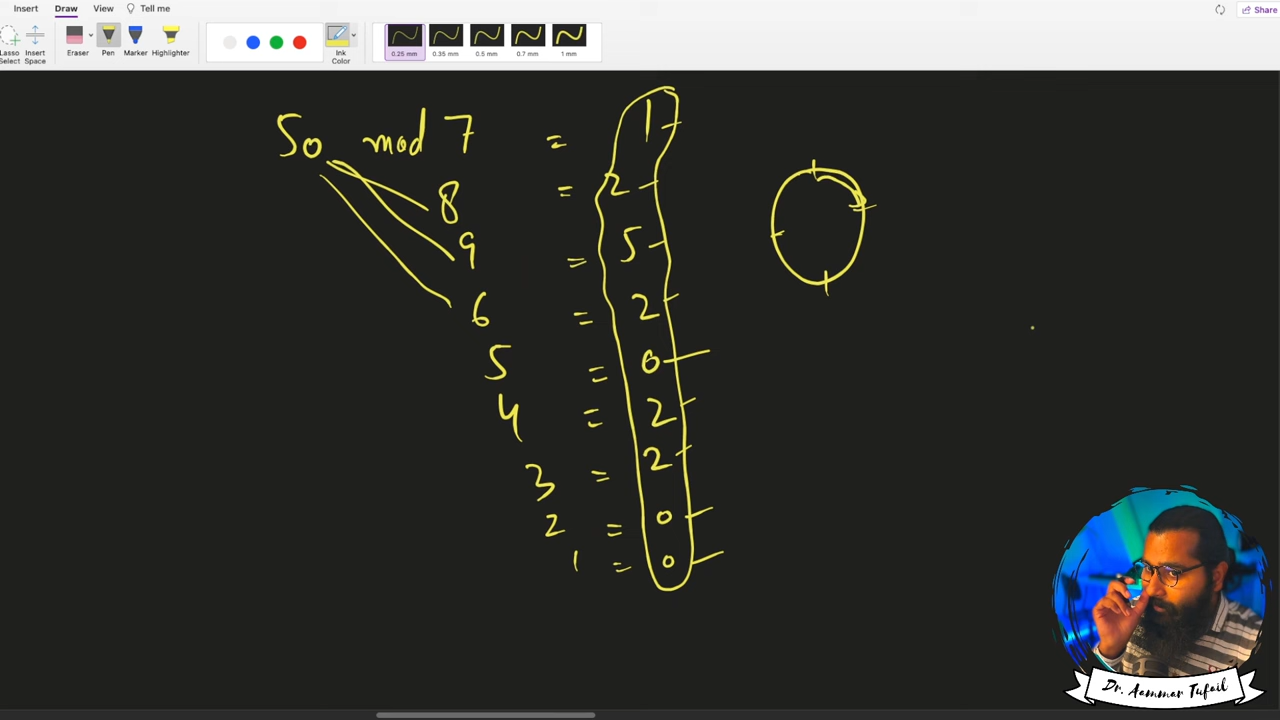 Insert Draw View Tell me
Share
Lasso Select
Insert Space
Eraser
Pen
Marker
Highlighter
Ink Color
0.25 mm
0.35 mm
0.5 mm
0.7 mm
1 mm
50 mod 7 = 1
8 = 2
9 = 5
6 = 2
5 = 0
4 = 2
3 = 2
2 = 0
1 = 0
Dr. Aammar Tufail